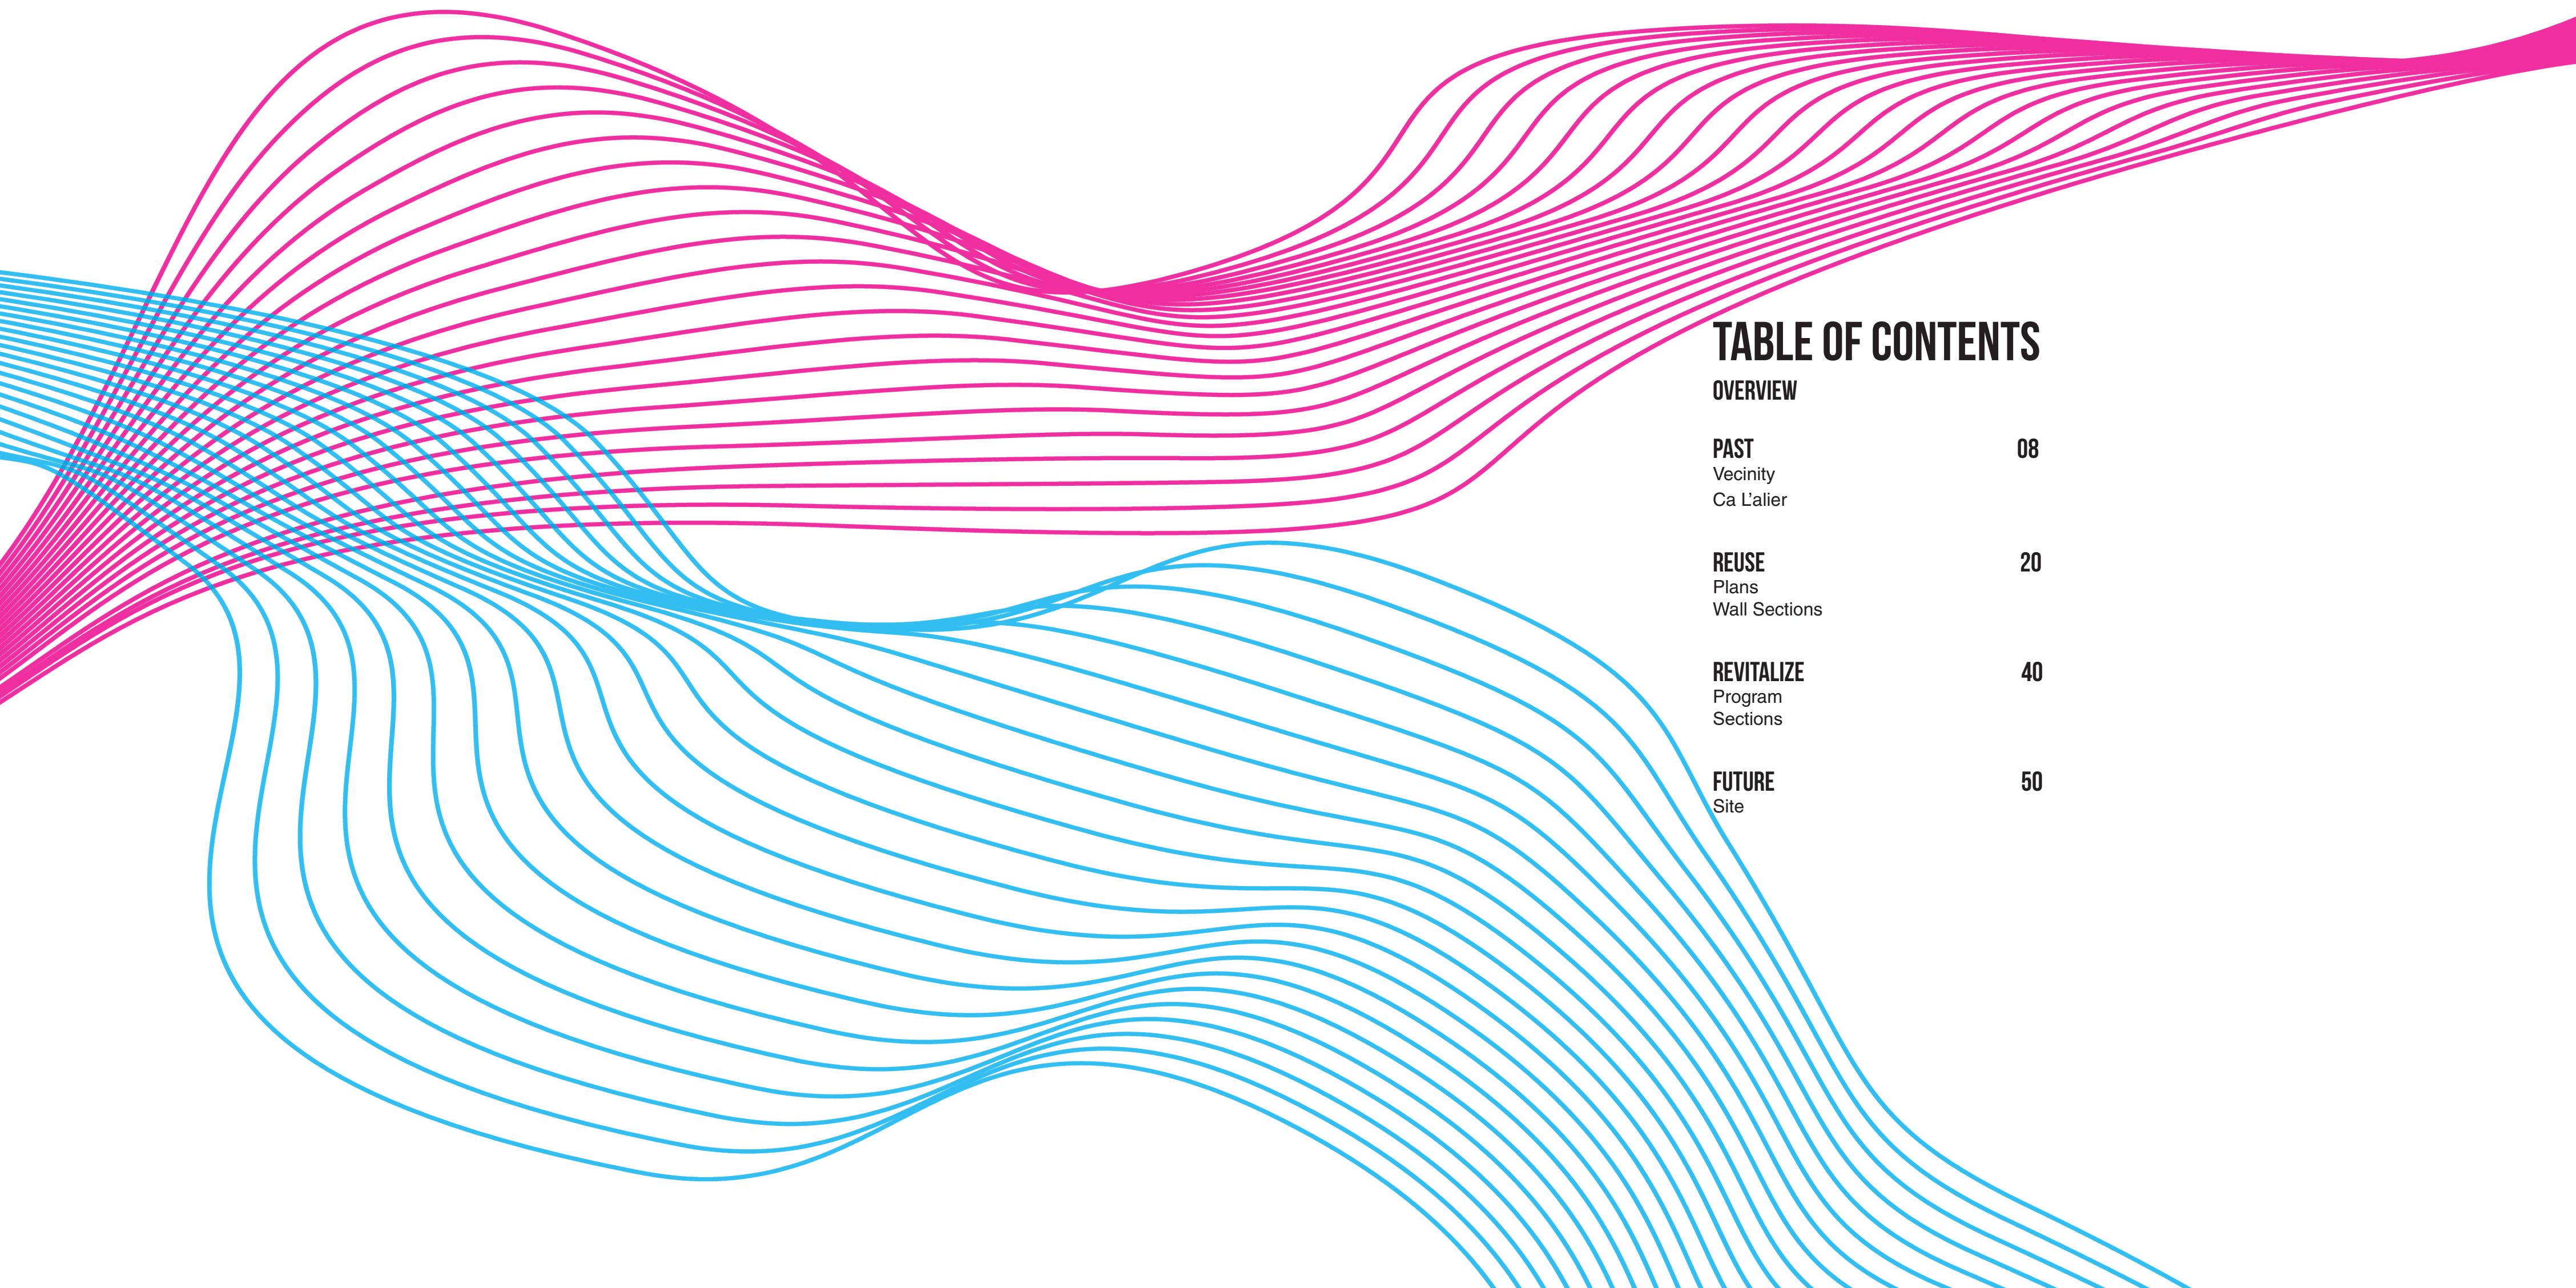 TABLE OF CONTENTS
OVERVIEW
PAST 08
Vecinity
Ca L’alier
REUSE 20
Plans
Wall Sections
REVITALIZE 40
Program
Sections
FUTURE 50
Site